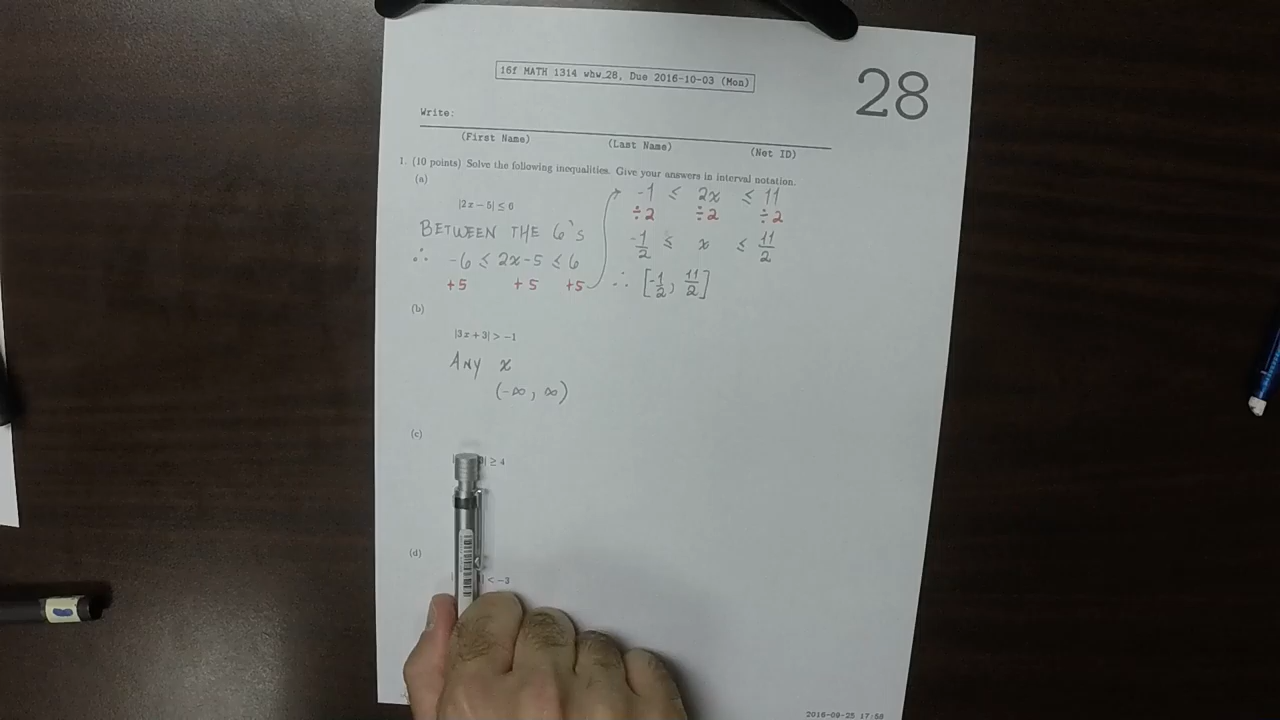 16f MATH 1314 whw_28, Due 2016-10-03 (Mon)
28
Write:
(First Name) (Last Name) (Net ID)
1. (10 points) Solve the following inequalities. Give your answers in interval notation.
(a)
|2x − 5| ≤ 6
BETWEEN THE 6's
∴ -6 ≤ 2x-5 ≤ 6
+5 +5 +5
-1 ≤ 2x ≤ 11
÷2 ÷2 ÷2
-1/2 ≤ x ≤ 11/2
∴ [-1/2, 11/2]
(b)
|3x + 3| > −1
ANY x
(-∞, ∞)
(c)
| ≥ 4
(d)
| < −3
2016-09-25 17:58